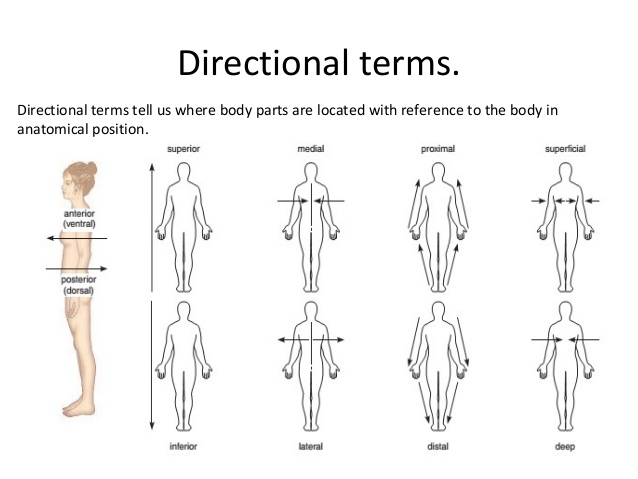 Directional terms.
Directional terms tell us where body parts are located with reference to the body in
anatomical position.
superior
medial
proximal
superficial
anterior
(ventral)
posterior
(dorsal)
inferior
lateral
distal
deep